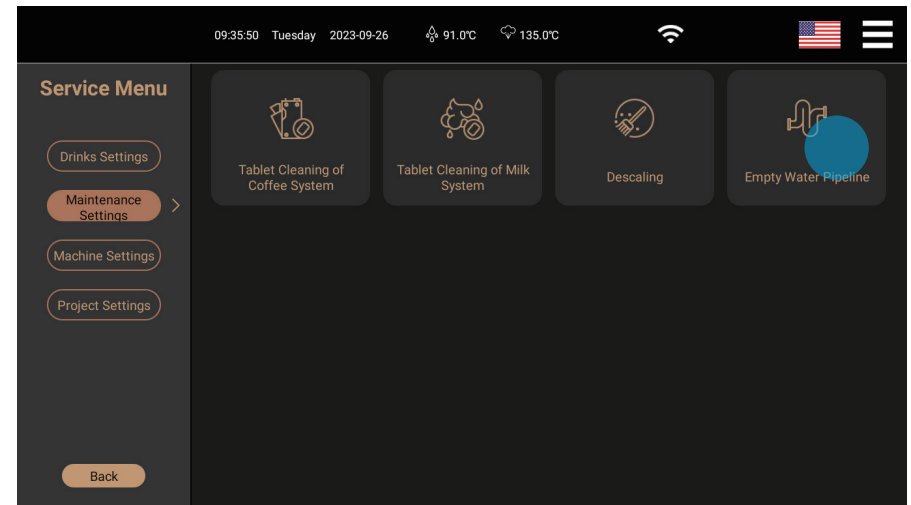 09:35:50 Tuesday 2023-09-26 91.0℃ 135.0℃
Service Menu
Drinks Settings
Maintenance
Settings
Machine Settings
Project Settings
Back
Tablet Cleaning of
Coffee System
Tablet Cleaning of Milk
System
Descaling
Empty Water Pipeline